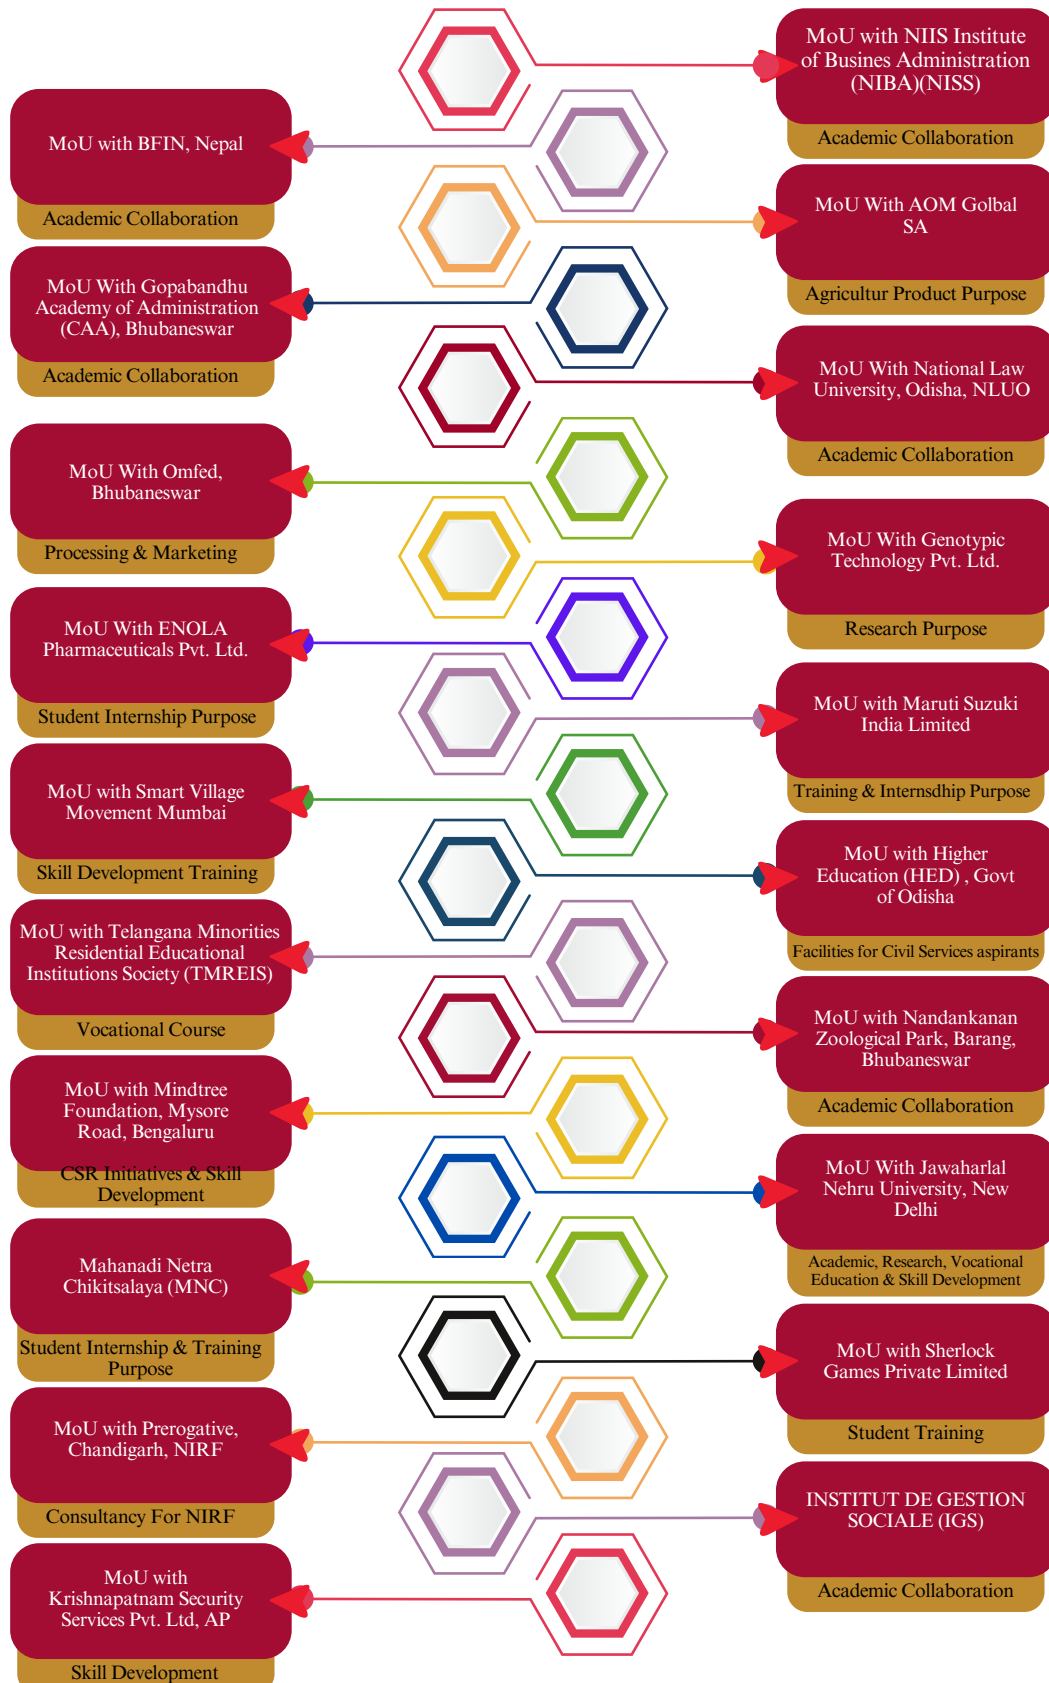 MoU with NIIS Institute
of Busines Administration
(NIBA)(NISS)
Academic Collaboration
MoU with BFIN, Nepal
Academic Collaboration
MoU With AOM Golbal
SA
Agricultur Product Purpose
MoU With Gopabandhu
Academy of Administration
(CAA), Bhubaneswar
Academic Collaboration
MoU With National Law
University, Odisha, NLUO
Academic Collaboration
MoU With Omfed,
Bhubaneswar
Processing & Marketing
MoU With Genotypic
Technology Pvt. Ltd.
Research Purpose
MoU With ENOLA
Pharmaceuticals Pvt. Ltd.
Student Internship Purpose
MoU with Maruti Suzuki
India Limited
Training & Internsdhip Purpose
MoU with Smart Village
Movement Mumbai
Skill Development Training
MoU with Higher
Education (HED) , Govt
of Odisha
Facilities for Civil Services aspirants
MoU with Telangana Minorities
Residential Educational
Institutions Society (TMREIS)
Vocational Course
MoU with Nandankanan
Zoological Park, Barang,
Bhubaneswar
Academic Collaboration
MoU with Mindtree
Foundation, Mysore
Road, Bengaluru
CSR Initiatives & Skill
Development
MoU With Jawaharlal
Nehru University, New
Delhi
Academic, Research, Vocational
Education & Skill Development
Mahanadi Netra
Chikitsalaya (MNC)
Student Internship & Training
Purpose
MoU with Sherlock
Games Private Limited
Student Training
MoU with Prerogative,
Chandigarh, NIRF
Consultancy For NIRF
INSTITUT DE GESTION
SOCIALE (IGS)
Academic Collaboration
MoU with
Krishnapatnam Security
Services Pvt. Ltd, AP
Skill Development